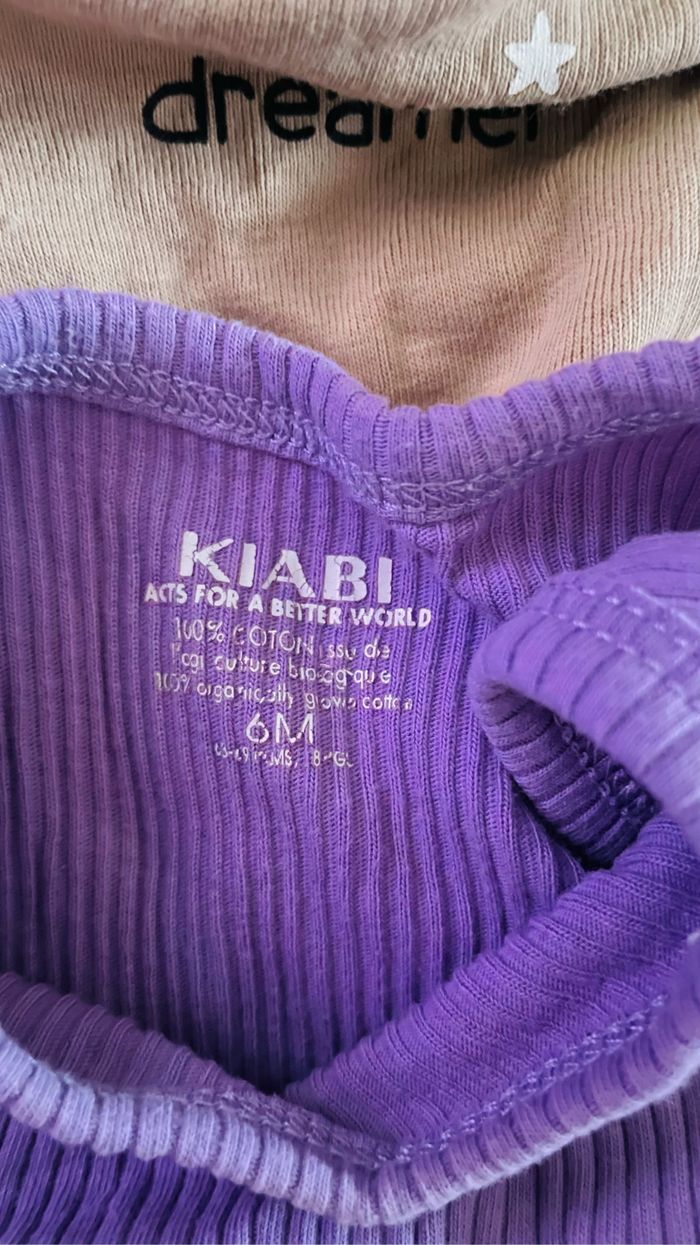 dreamer
KIABI
ACTS FOR A BETTER WORLD
100% COTON issu de
l'agriculture biologique
100% organically grown cotton
6M